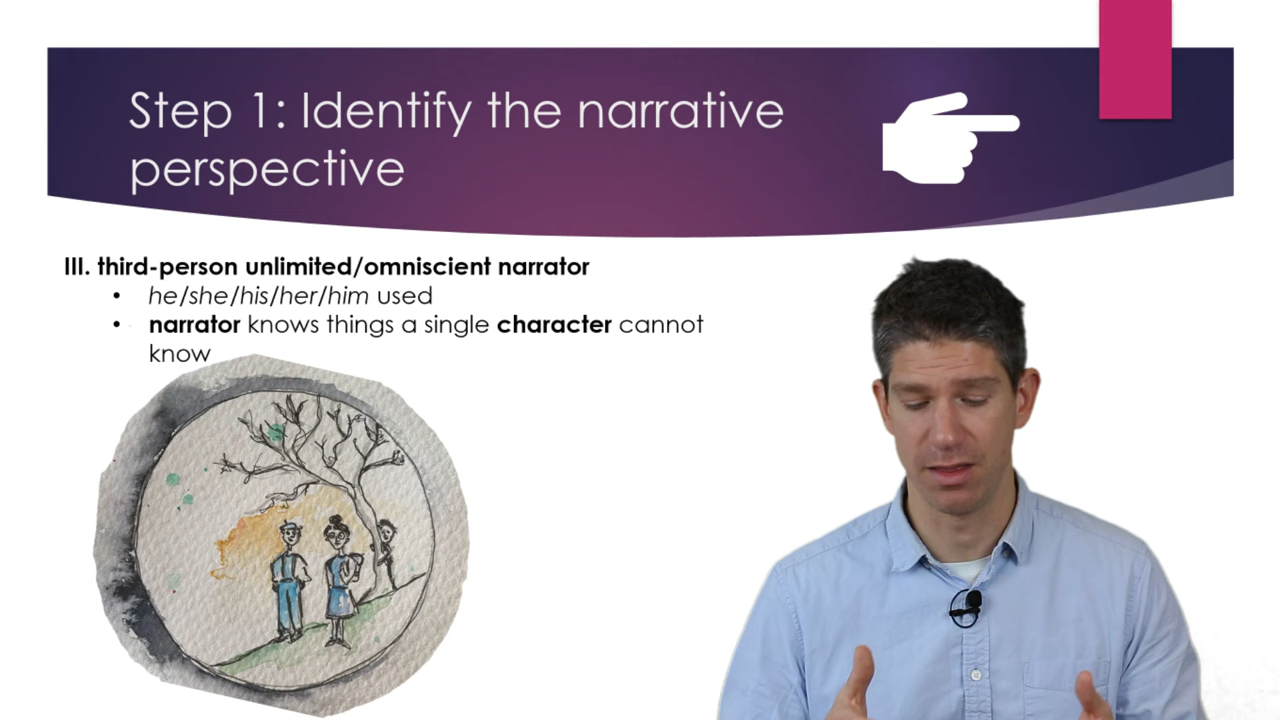 Step 1: Identify the narrative
perspective
III. third-person unlimited/omniscient narrator
• he/she/his/her/him used
• narrator knows things a single character cannot
know